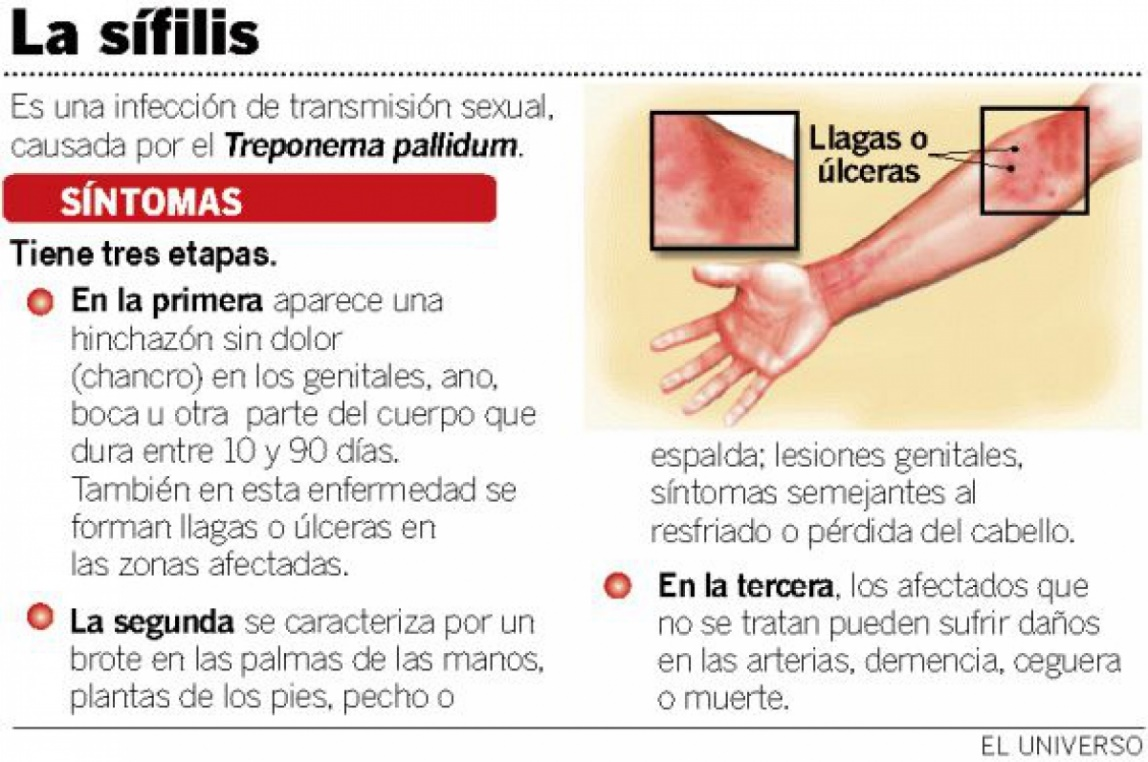 La sífilis
Es una infección de transmisión sexual,
causada por el Treponema pallidum.
SÍNTOMAS
Tiene tres etapas.
En la primera aparece una
hinchazón sin dolor
(chancro) en los genitales, ano,
boca u otra parte del cuerpo que
dura entre 10 y 90 días.
También en esta enfermedad se
forman llagas o úlceras en
las zonas afectadas.
La segunda se caracteriza por un
brote en las palmas de las manos,
plantas de los pies, pecho o
Llagas o
úlceras
espalda; lesiones genitales,
síntomas semejantes al
resfriado o pérdida del cabello.
En la tercera, los afectados que
no se tratan pueden sufrir daños
en las arterias, demencia, ceguera
o muerte.
EL UNIVERSO